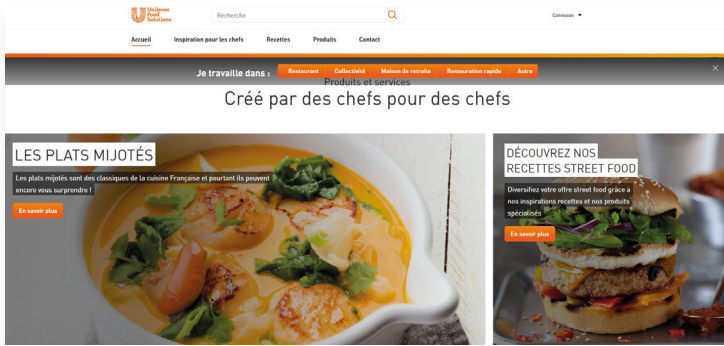 Unilever
Food
Solutions
Recherche
Connexion
Accueil Inspiration pour les chefs Recettes Produits Contact
Je travaille dans : Restaurant Collectivité Maison de retraite Restauration rapide Autre
Produits et services
Créé par des chefs pour des chefs
LES PLATS MIJOTÉS
Les plats mijotés sont des classiques de la cuisine Française et pourtant ils peuvent
encore vous surprendre !
En savoir plus
DÉCOUVREZ NOS
RECETTES STREET FOOD
Diversifiez votre offre street food grâce à
nos inspirations recettes et nos produits
spécialisés
En savoir plus